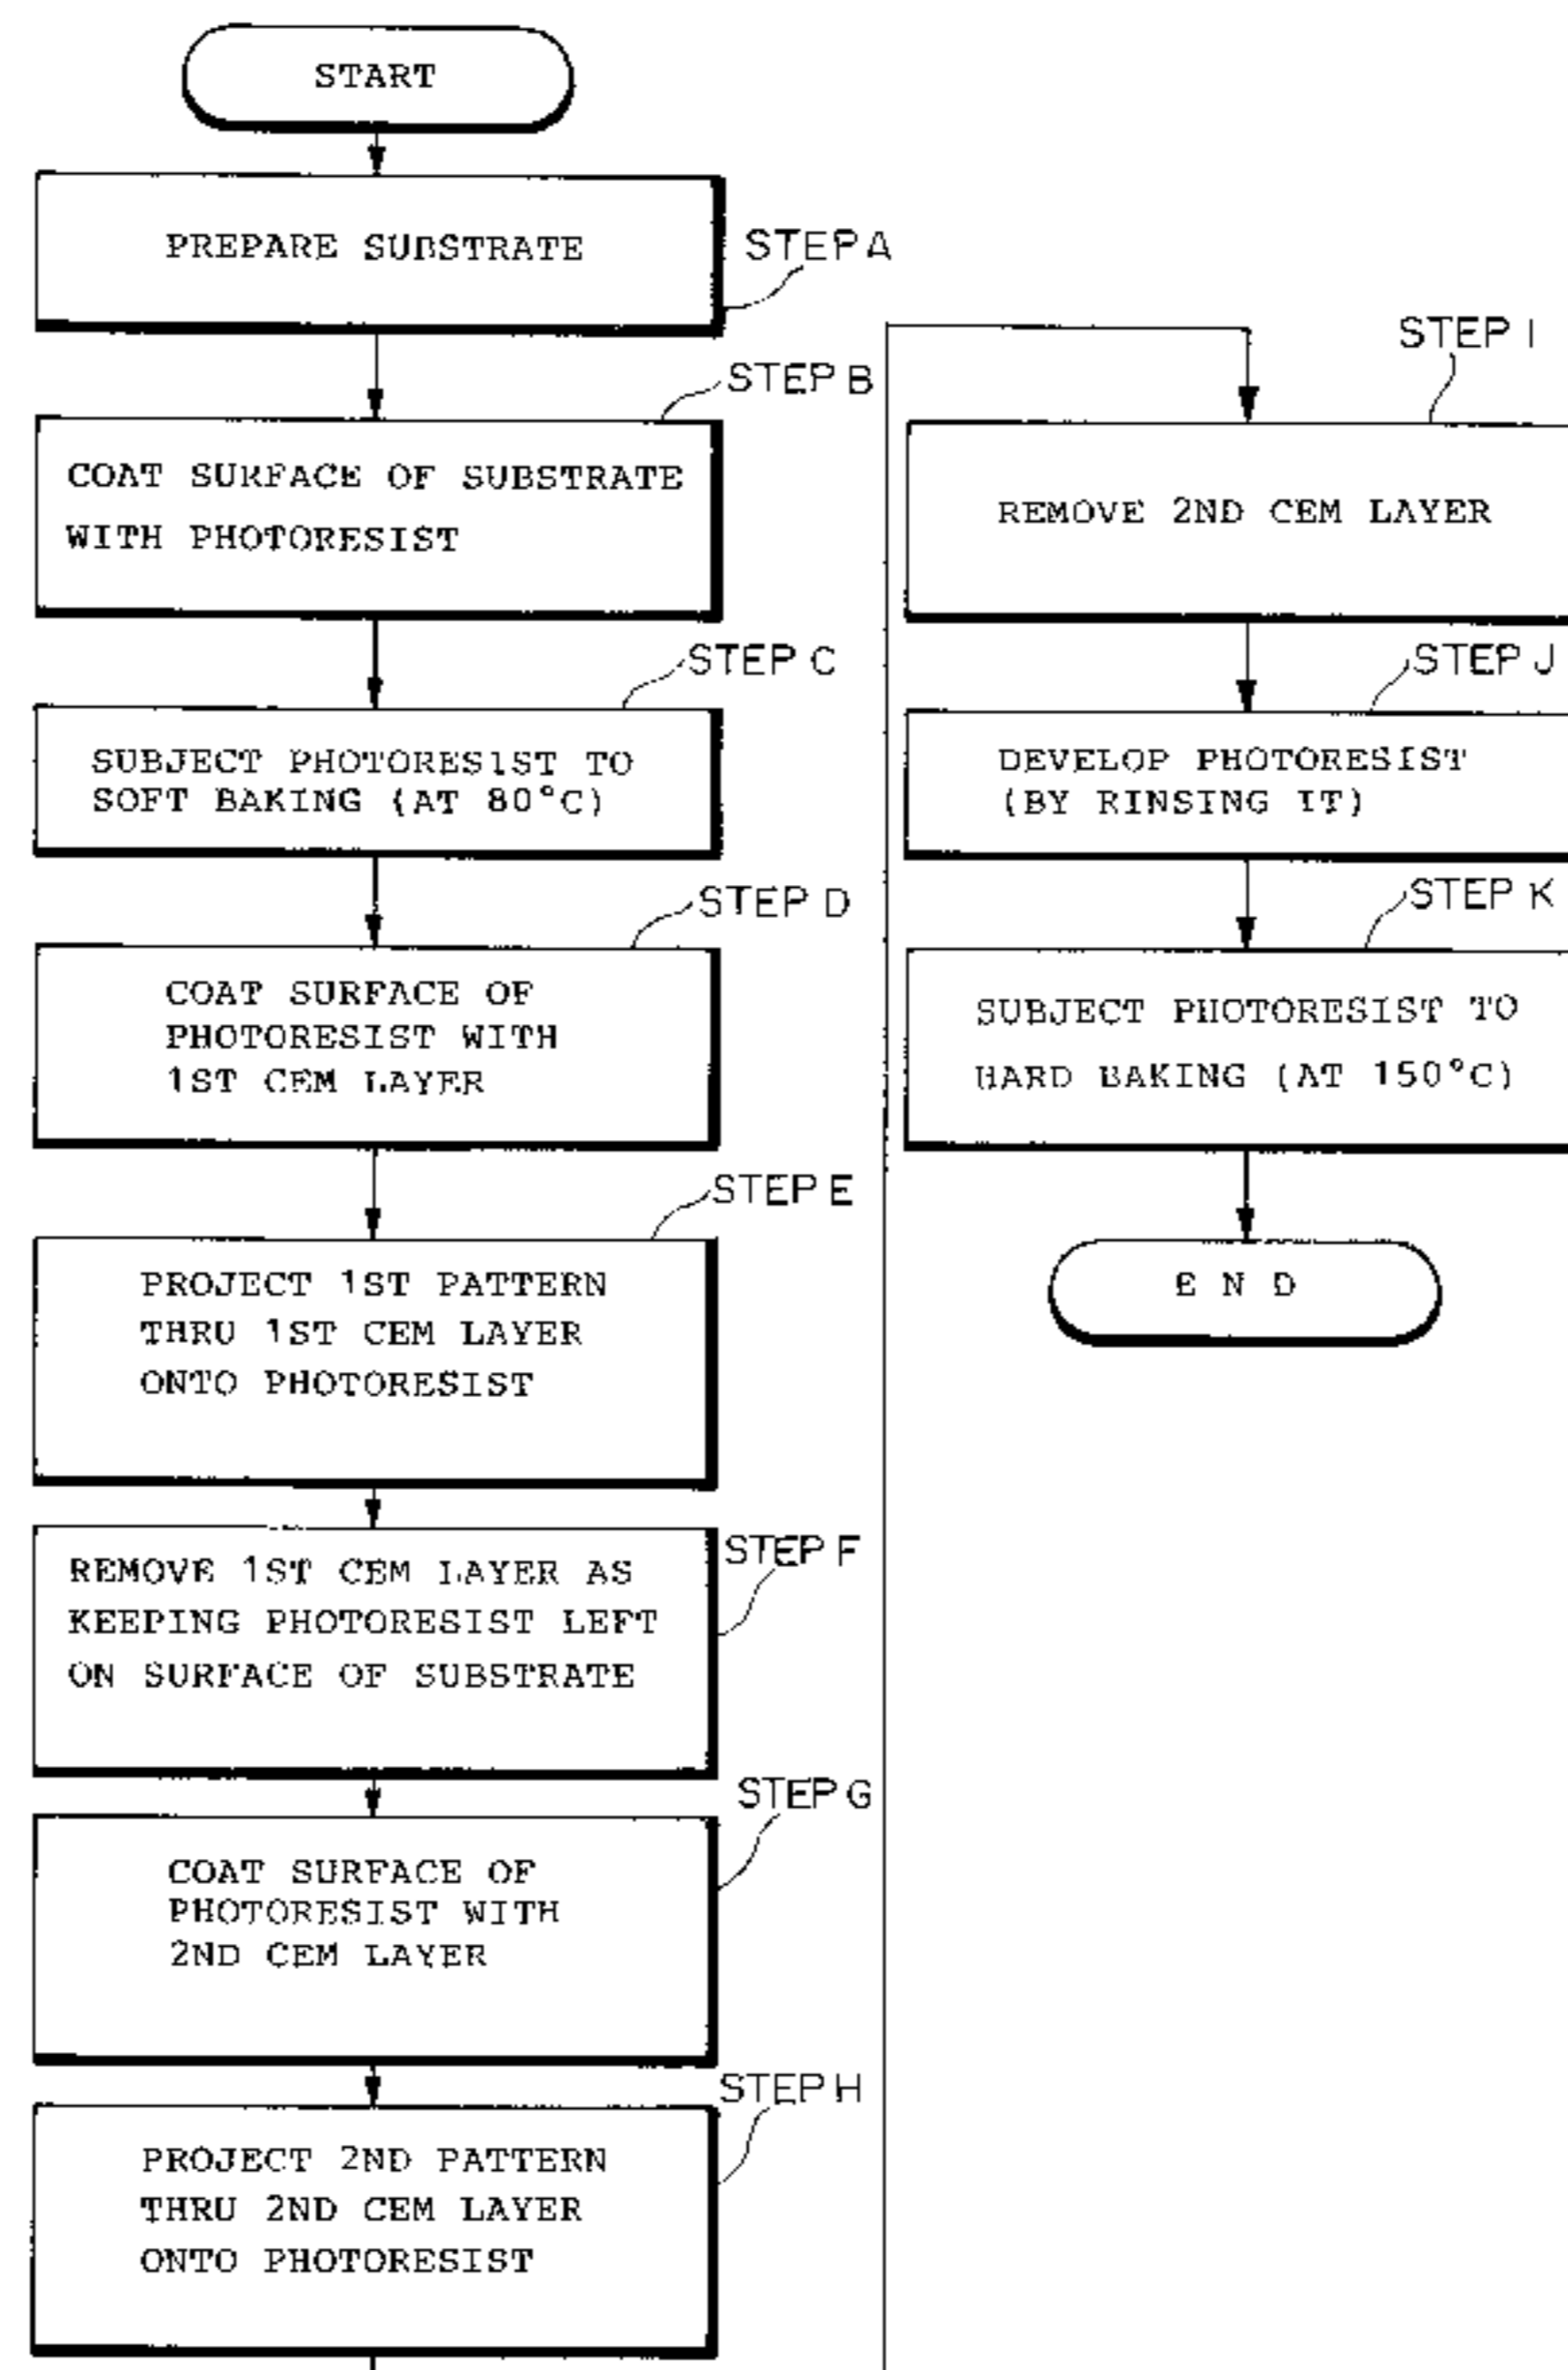 START
PREPARE SUBSTRATE
STEP A
STEP B
COAT SURFACE OF SUBSTRATE
WITH PHOTORESIST
STEP C
SUBJECT PHOTORESIST TO
SOFT BAKING (AT 80°C)
STEP D
COAT SURFACE OF
PHOTORESIST WITH
1ST CEM LAYER
STEP E
PROJECT 1ST PATTERN
THRU 1ST CEM LAYER
ONTO PHOTORESIST
STEP F
REMOVE 1ST CEM LAYER AS
KEEPING PHOTORESIST LEFT
ON SURFACE OF SUBSTRATE
STEP G
COAT SURFACE OF
PHOTORESIST WITH
2ND CEM LAYER
STEP H
PROJECT 2ND PATTERN
THRU 2ND CEM LAYER
ONTO PHOTORESIST
STEP I
REMOVE 2ND CEM LAYER
STEP J
DEVELOP PHOTORESIST
(BY RINSING IT)
STEP K
SUBJECT PHOTORESIST TO
HARD BAKING (AT 150°C)
E N D